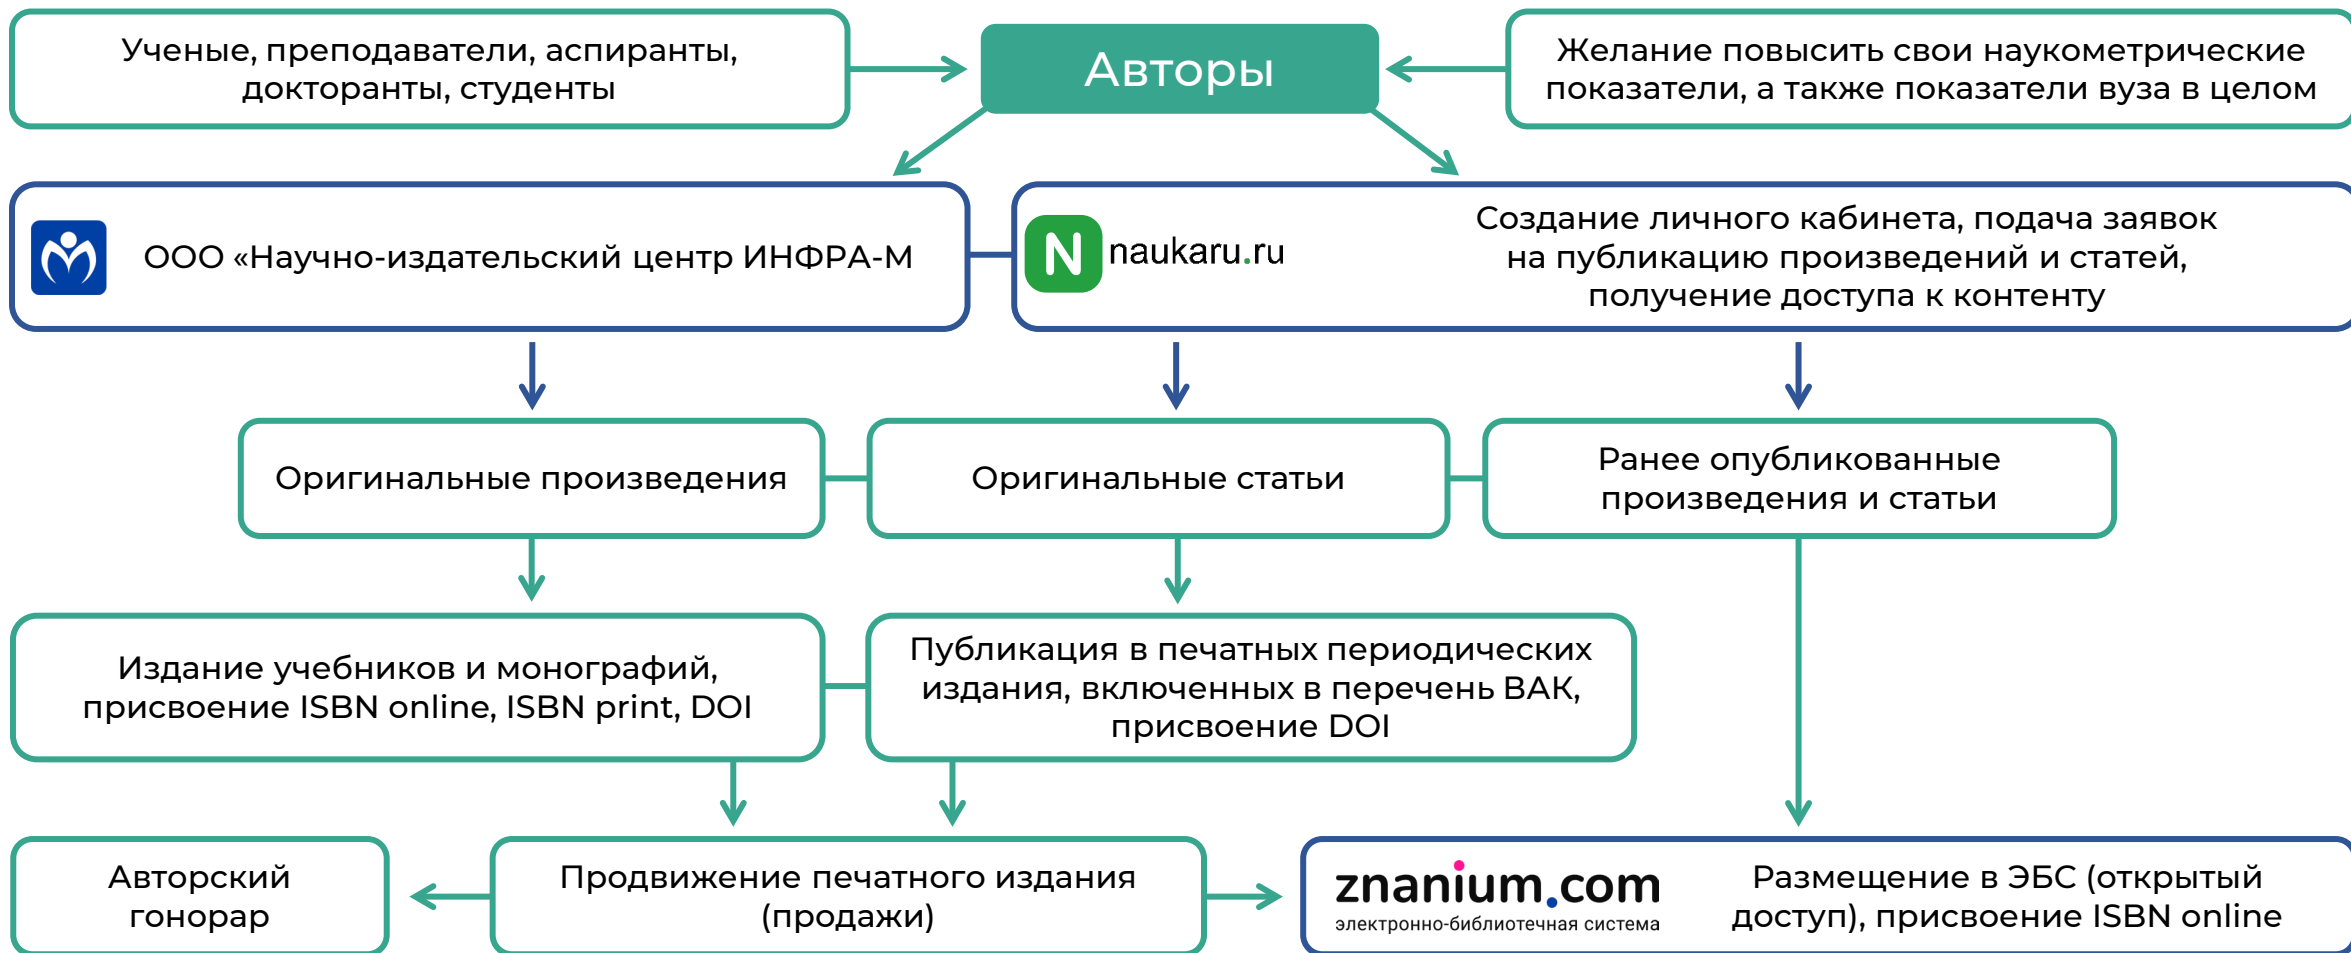 Ученые, преподаватели, аспиранты,
докторанты, студенты
Авторы
Желание повысить свои наукометрические
показатели, а также показатели вуза в целом
ООО «Научно-издательский центр ИНФРА-М
N naukaru.ru
Создание личного кабинета, подача заявок
на публикацию произведений и статей,
получение доступа к контенту
Оригинальные произведения
Оригинальные статьи
Ранее опубликованные
произведения и статьи
Издание учебников и монографий,
присвоение ISBN online, ISBN print, DOI
Публикация в печатных периодических
издания, включенных в перечень ВАК,
присвоение DOI
Авторский
гонорар
Продвижение печатного издания
(продажи)
znanium.com
электронно-библиотечная система
Размещение в ЭБС (открытый
доступ), присвоение ISBN online